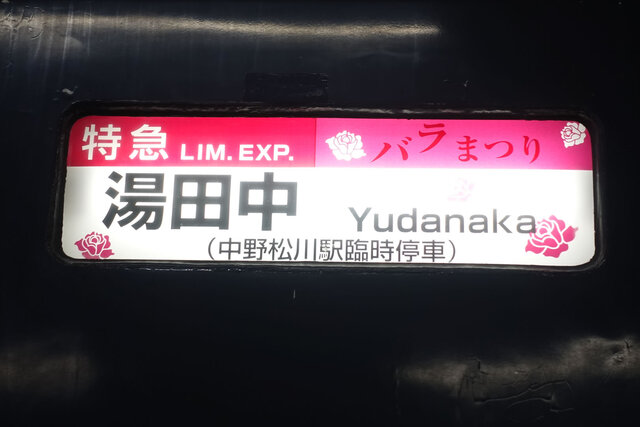 特急 LIM. EXP. バラまつり
湯田中 Yudanaka
(中野松川駅臨時停車)